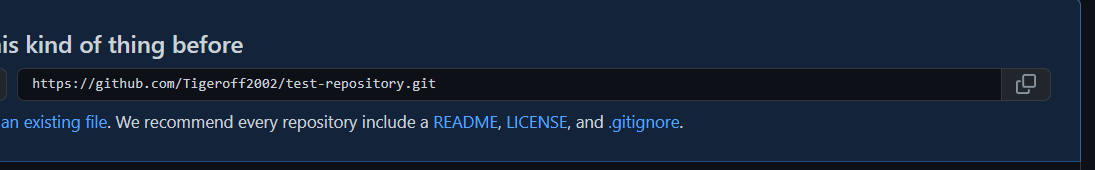 his kind of thing before
https://github.com/Tigeroff2002/test-repository.git
an existing file. We recommend every repository include a README, LICENSE, and .gitignore.